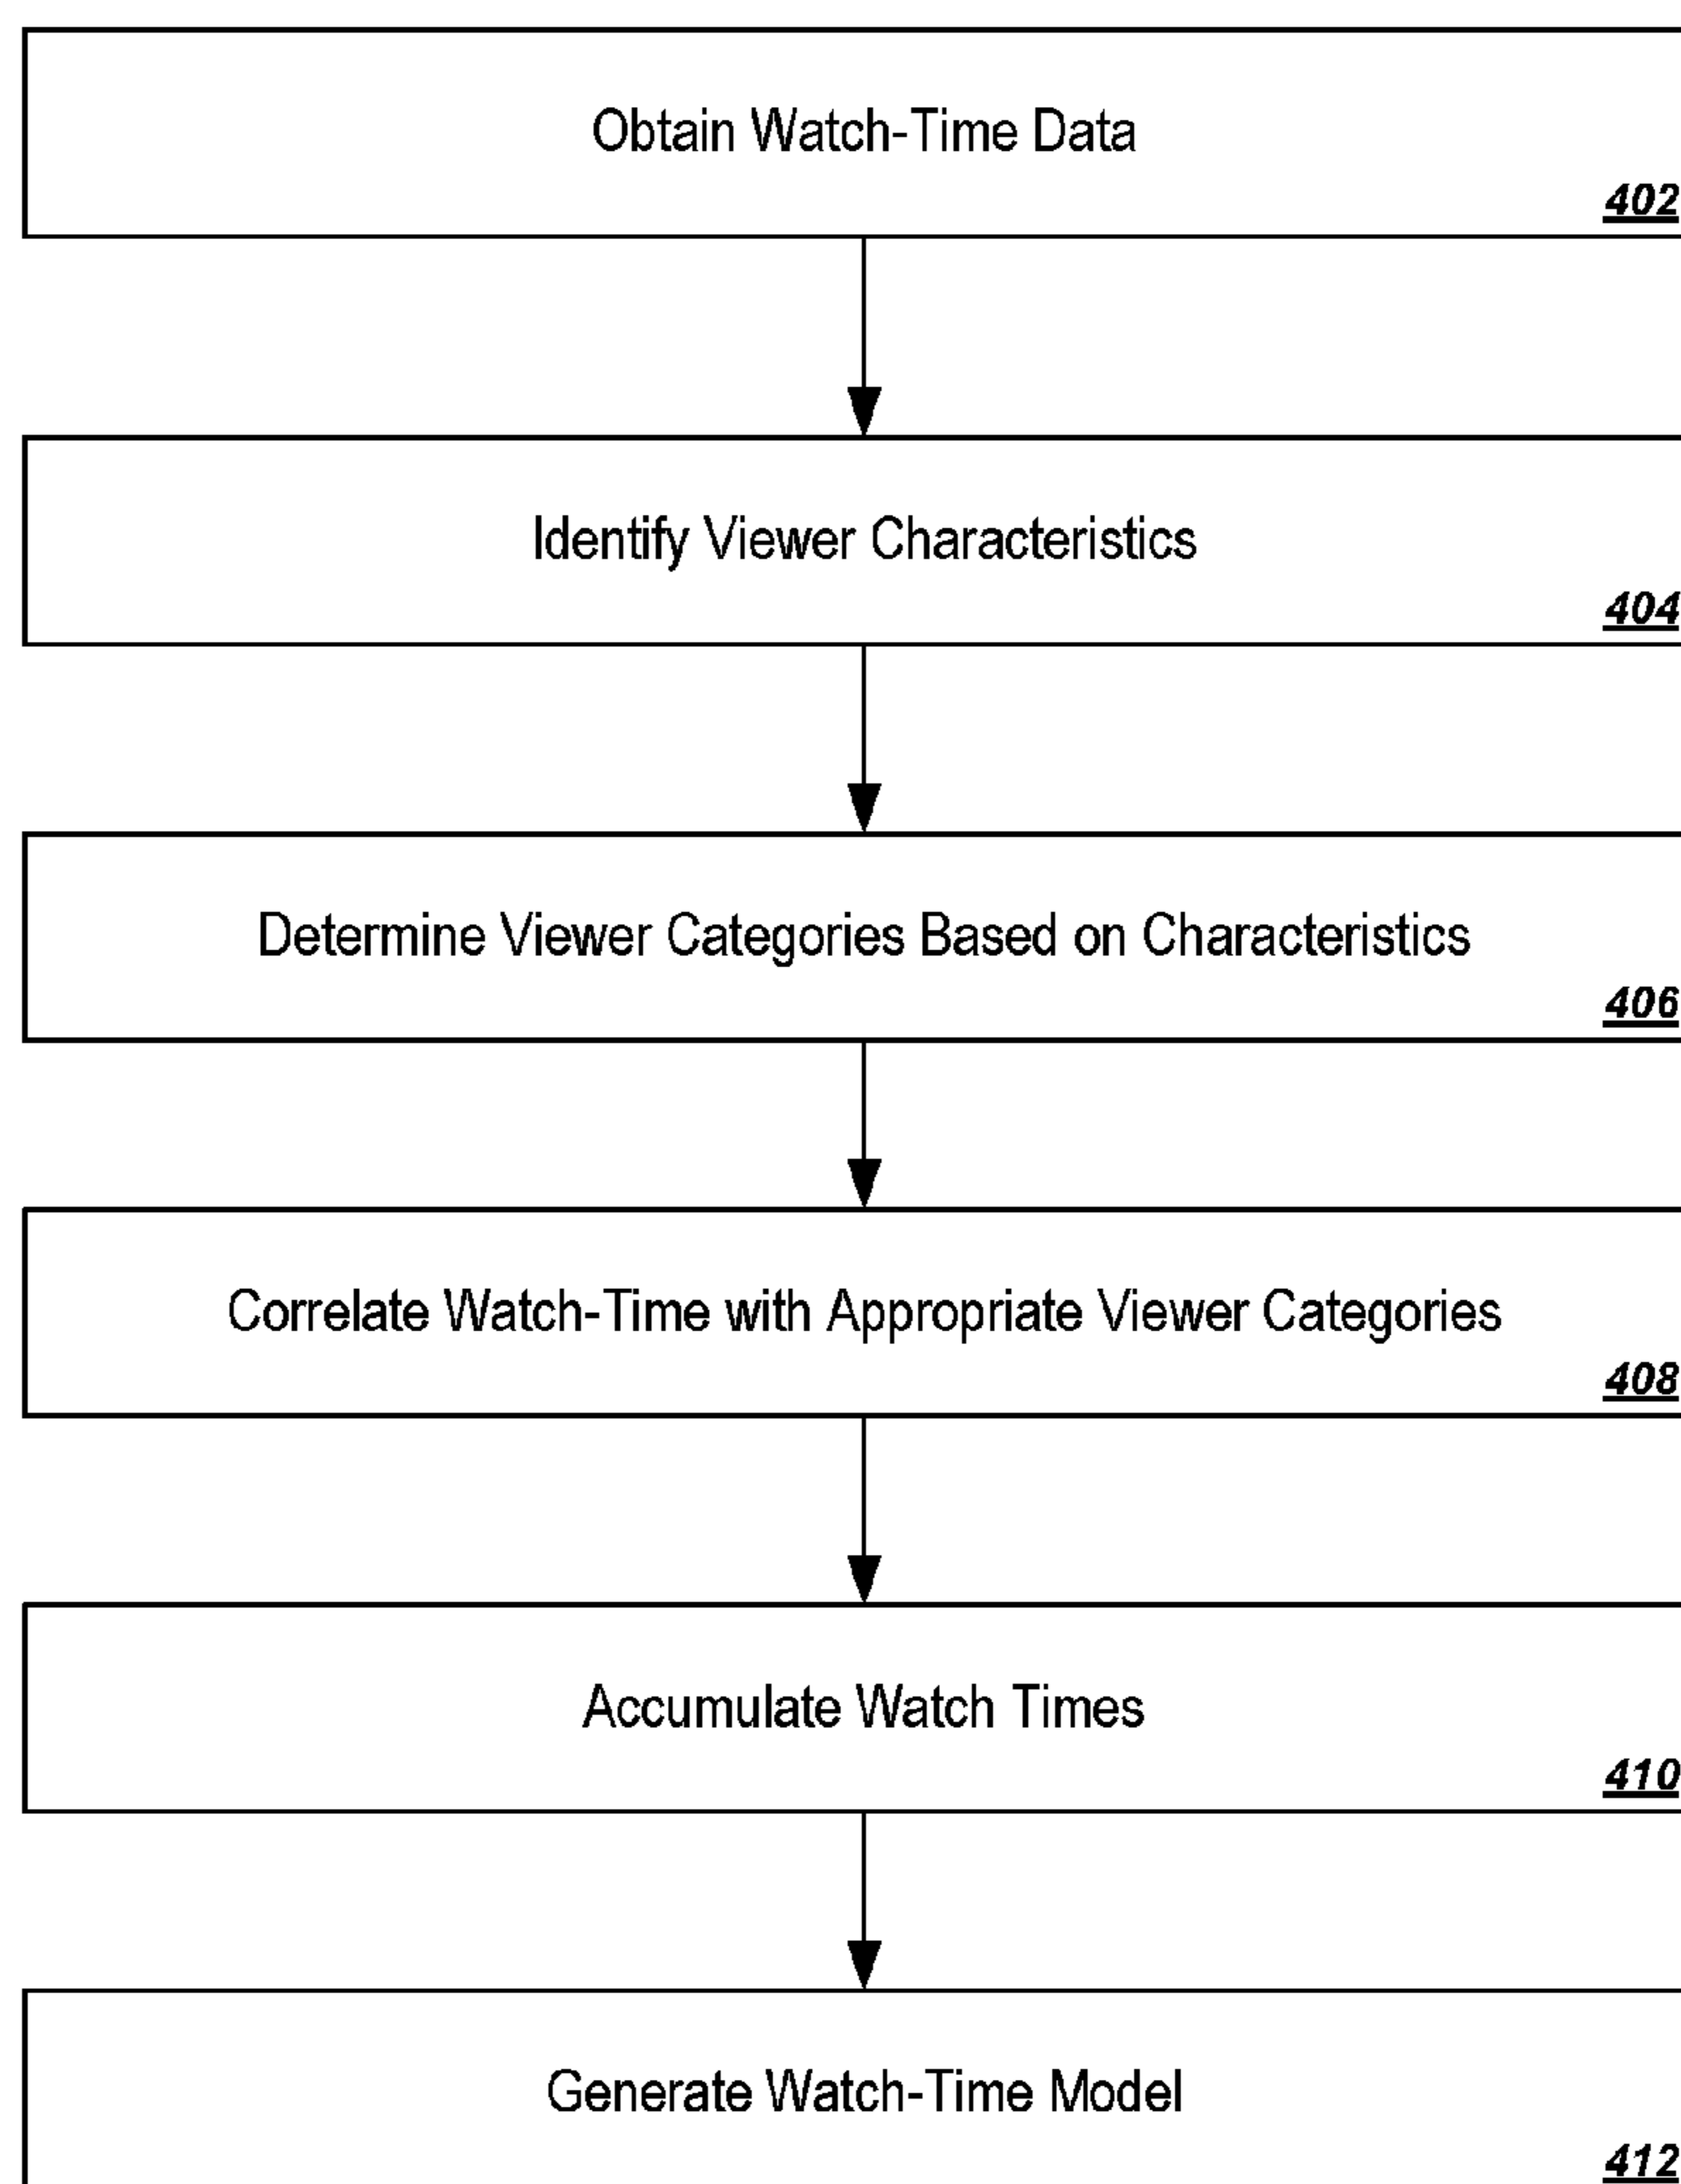 Obtain Watch-Time Data
402
Identify Viewer Characteristics
404
Determine Viewer Categories Based on Characteristics
406
Correlate Watch-Time with Appropriate Viewer Categories
408
Accumulate Watch Times
410
Generate Watch-Time Model
412